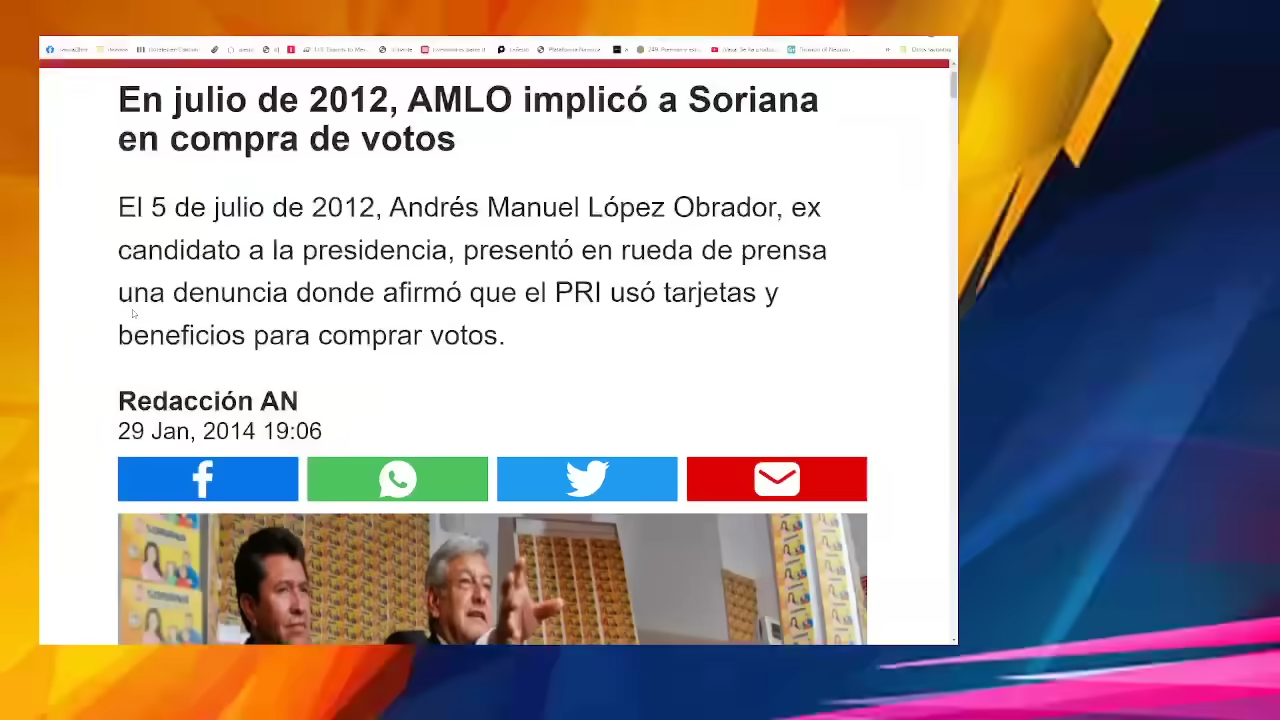 En julio de 2012, AMLO implicó a Soriana
en compra de votos
El 5 de julio de 2012, Andrés Manuel López Obrador, ex
candidato a la presidencia, presentó en rueda de prensa
una denuncia donde afirmó que el PRI usó tarjetas y
beneficios para comprar votos.
Redacción AN
29 Jan, 2014 19:06